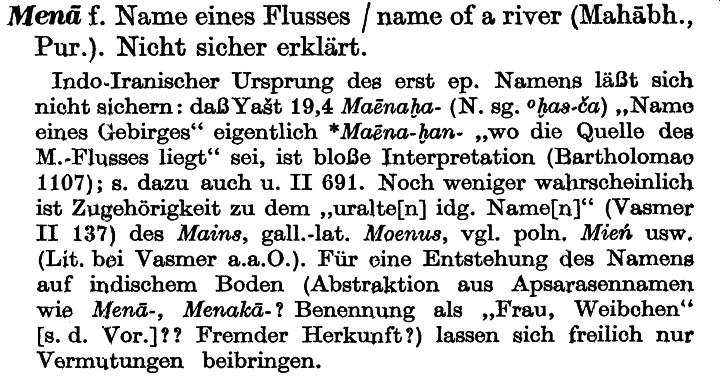 Menā f. Name eines Flusses / name of a river (Mahābh.,
Pur.). Nicht sicher erklärt.
Indo-Iranischer Ursprung des erst ep. Namens läßt sich
nicht sichern: daß Yašt 19,4 Maēnaḫa- (N. sg. °ḫas-ča) „Name
eines Gebirges“ eigentlich *Maēna-ḫan- „wo die Quelle des
M.-Flusses liegt“ sei, ist bloße Interpretation (Bartholomae
1107); s. dazu auch u. II 691. Noch weniger wahrscheinlich
ist Zugehörigkeit zu dem „uralte[n] idg. Name[n]“ (Vasmer
II 137) des Mains, gall.-lat. Moenus, vgl. poln. Mień usw.
(Lit. bei Vasmer a.a.O.). Für eine Entstehung des Namens
auf indischem Boden (Abstraktion aus Apsarasennamen
wie Menā-, Menakā-? Benennung als „Frau, Weibchen“
[s. d. Vor.]?? Fremder Herkunft?) lassen sich freilich nur
Vermutungen beibringen.